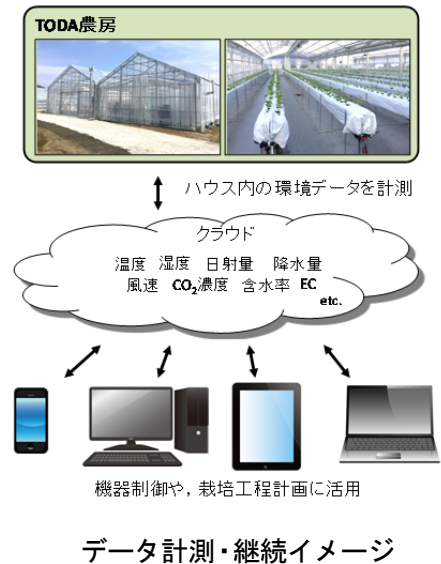 TODA農房
ハウス内の環境データを計測
クラウド
温度 湿度 日射量 降水量
風速 CO₂濃度 含水率 EC
etc.
機器制御や，栽培工程計画に活用
データ計測・継続イメージ